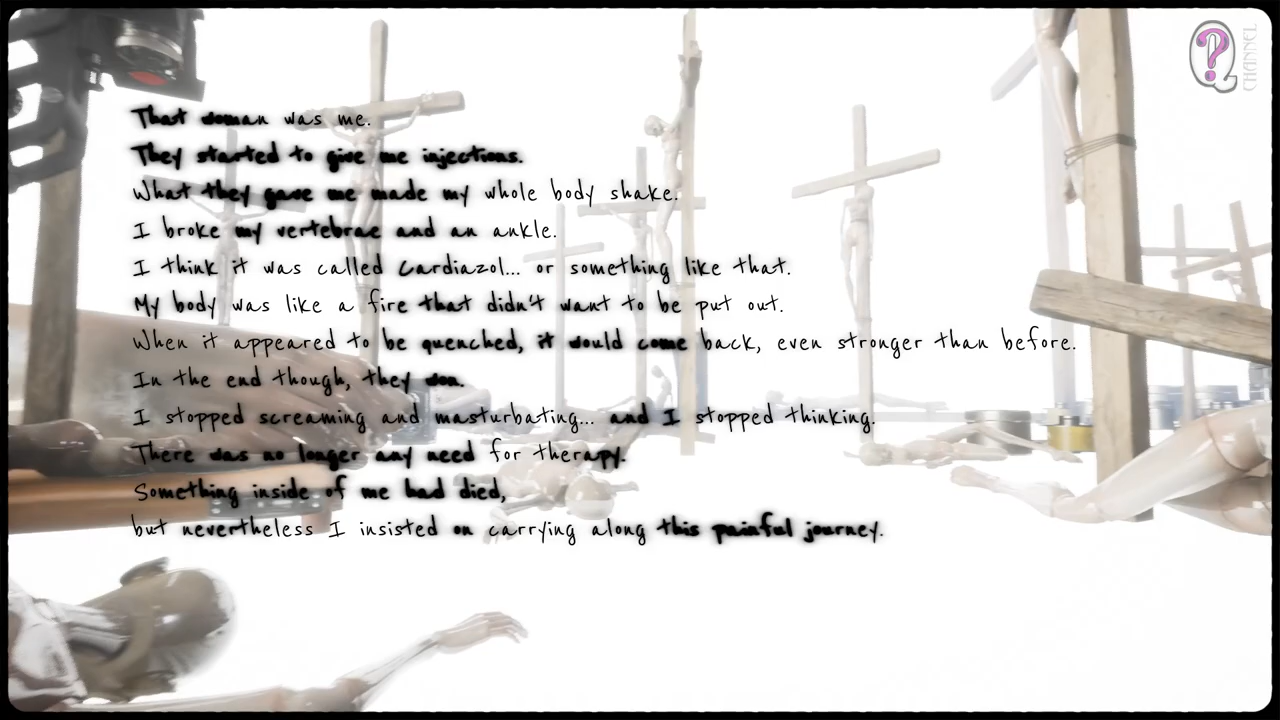 That woman was me.
They started to give me injections.
What they gave me made my whole body shake.
I broke my vertebrae and an ankle.
I think it was called Cardiazol... or something like that.
My body was like a fire that didn't want to be put out.
When it appeared to be quenched, it would come back, even stronger than before.
In the end though, they won.
I stopped screaming and masturbating... and I stopped thinking.
There was no longer any need for therapy.
Something inside of me had died,
but nevertheless I insisted on carrying along this painful journey.
Q?
CHANNEL